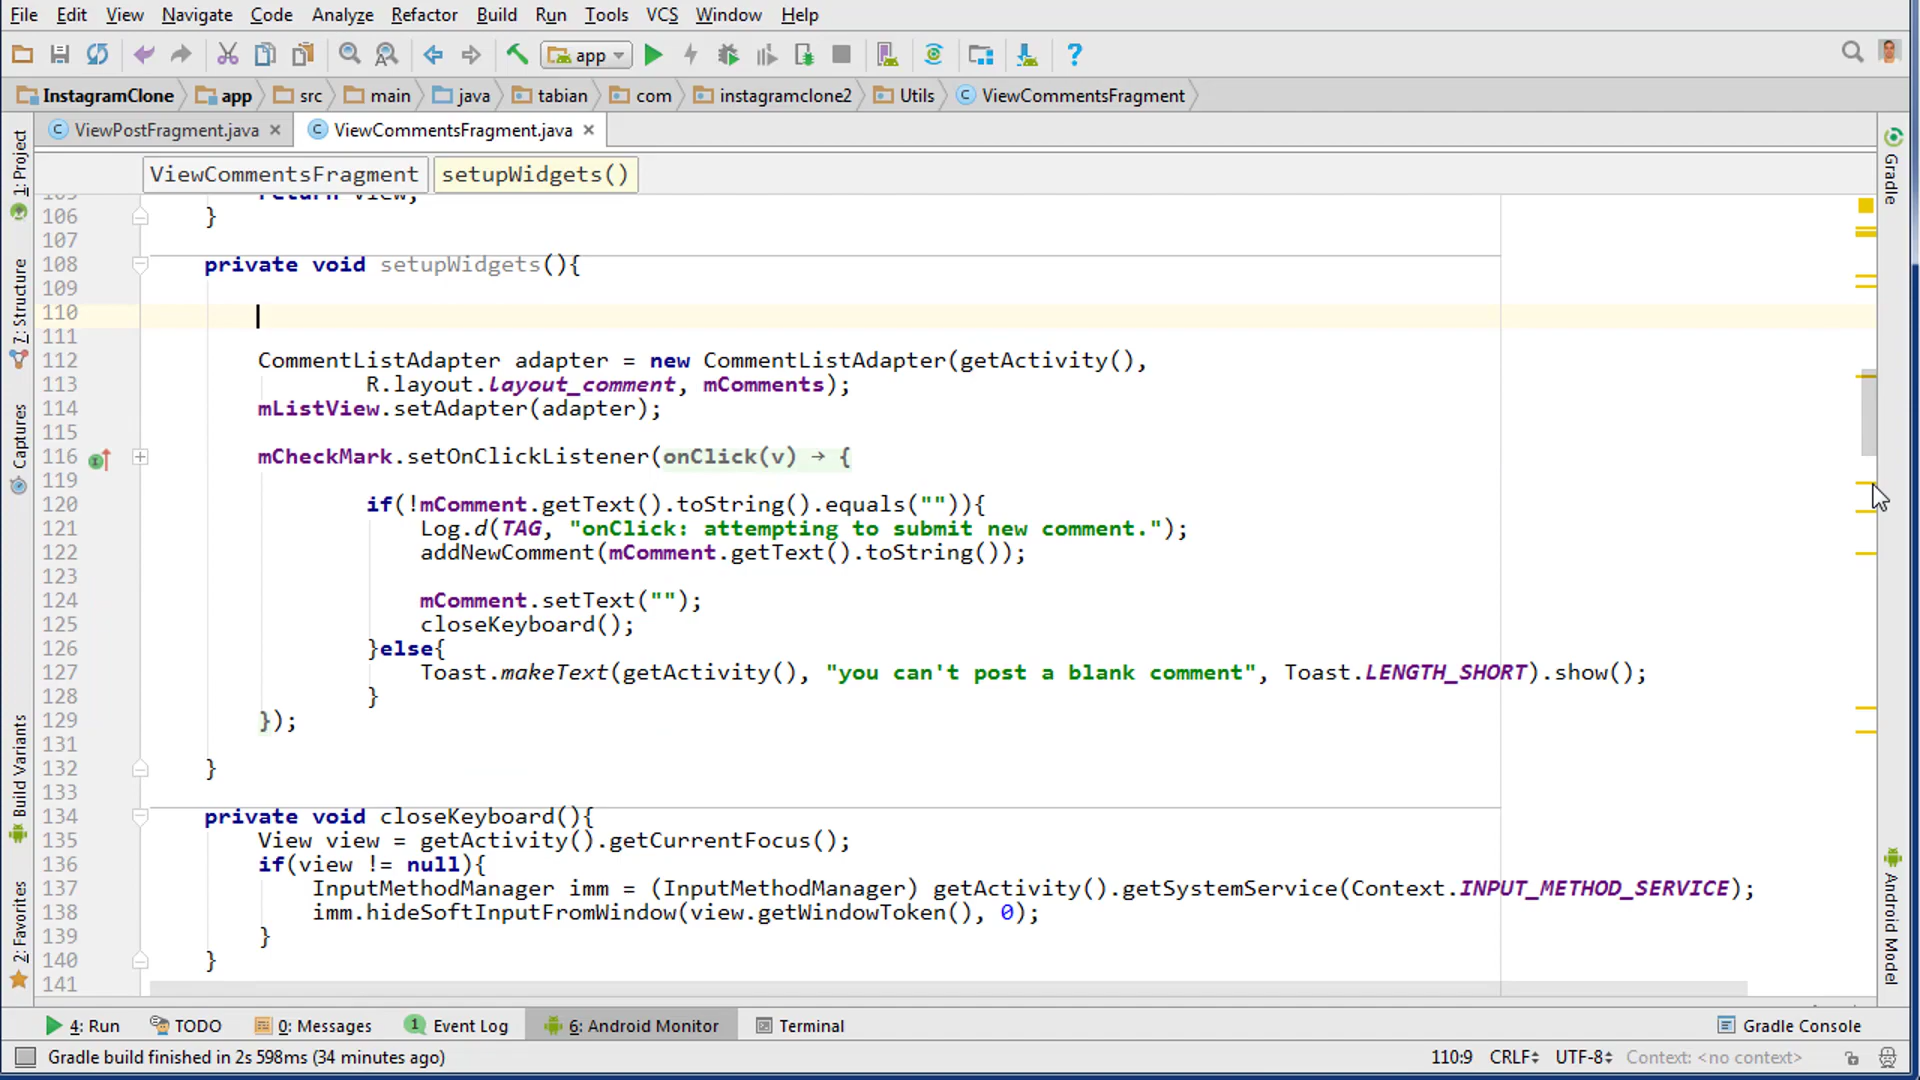 File Edit View Navigate Code Analyze Refactor Build Run Tools VCS Window Help
app
InstagramClone app src main java tabian com instagramclone2 Utils ViewCommentsFragment
ViewPostFragment.java ViewCommentsFragment.java
ViewCommentsFragment setupWidgets()
return view;
106 }
107
108 private void setupWidgets(){
109
110
111
112 CommentListAdapter adapter = new CommentListAdapter(getActivity(),
113 R.layout.layout_comment, mComments);
114 mListView.setAdapter(adapter);
115
116 mCheckMark.setOnClickListener(onClick(v) → {
119
120 if(!mComment.getText().toString().equals("")){
121 Log.d(TAG, "onClick: attempting to submit new comment.");
122 addNewComment(mComment.getText().toString());
123
124 mComment.setText("");
125 closeKeyboard();
126 }else{
127 Toast.makeText(getActivity(), "you can't post a blank comment", Toast.LENGTH_SHORT).show();
128 }
129 });
131
132 }
133
134 private void closeKeyboard(){
135 View view = getActivity().getCurrentFocus();
136 if(view != null){
137 InputMethodManager imm = (InputMethodManager) getActivity().getSystemService(Context.INPUT_METHOD_SERVICE);
138 imm.hideSoftInputFromWindow(view.getWindowToken(), 0);
139 }
140 }
141
1: Project
7: Structure
Captures
Build Variants
2: Favorites
Gradle
Android Model
4: Run TODO 0: Messages 1 Event Log 6: Android Monitor Terminal Gradle Console
Gradle build finished in 2s 598ms (34 minutes ago) 110:9 CRLF UTF-8 Context: <no context>